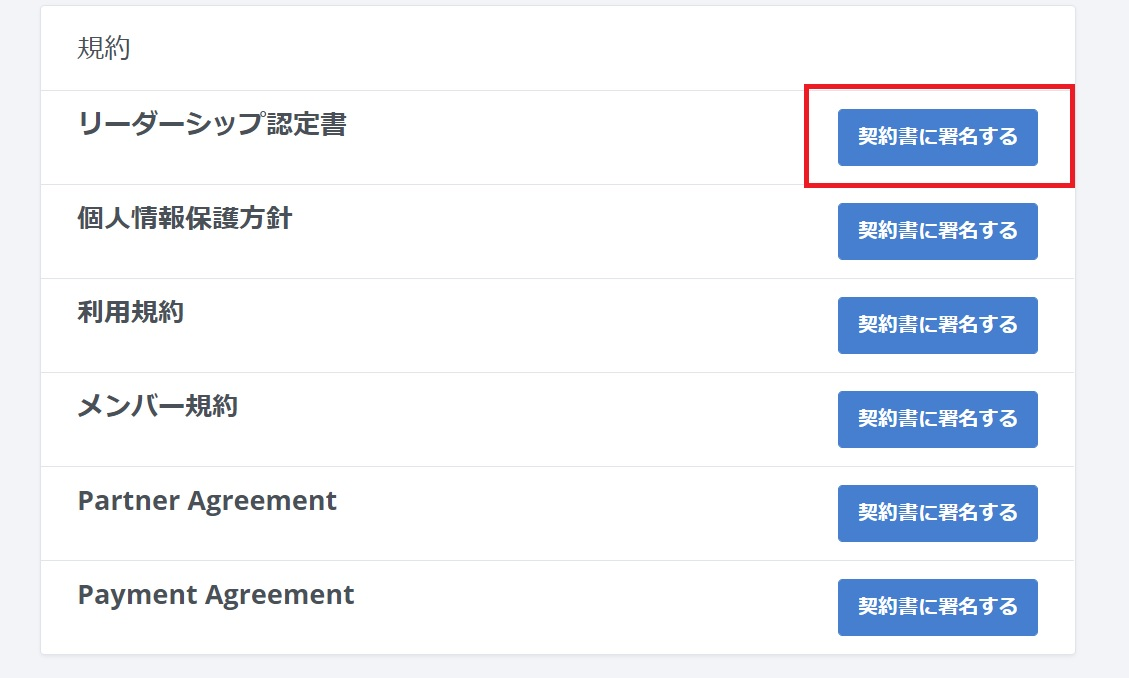 規約
リーダーシップ認定書
契約書に署名する
個人情報保護方針
契約書に署名する
利用規約
契約書に署名する
メンバー規約
契約書に署名する
Partner Agreement
契約書に署名する
Payment Agreement
契約書に署名する